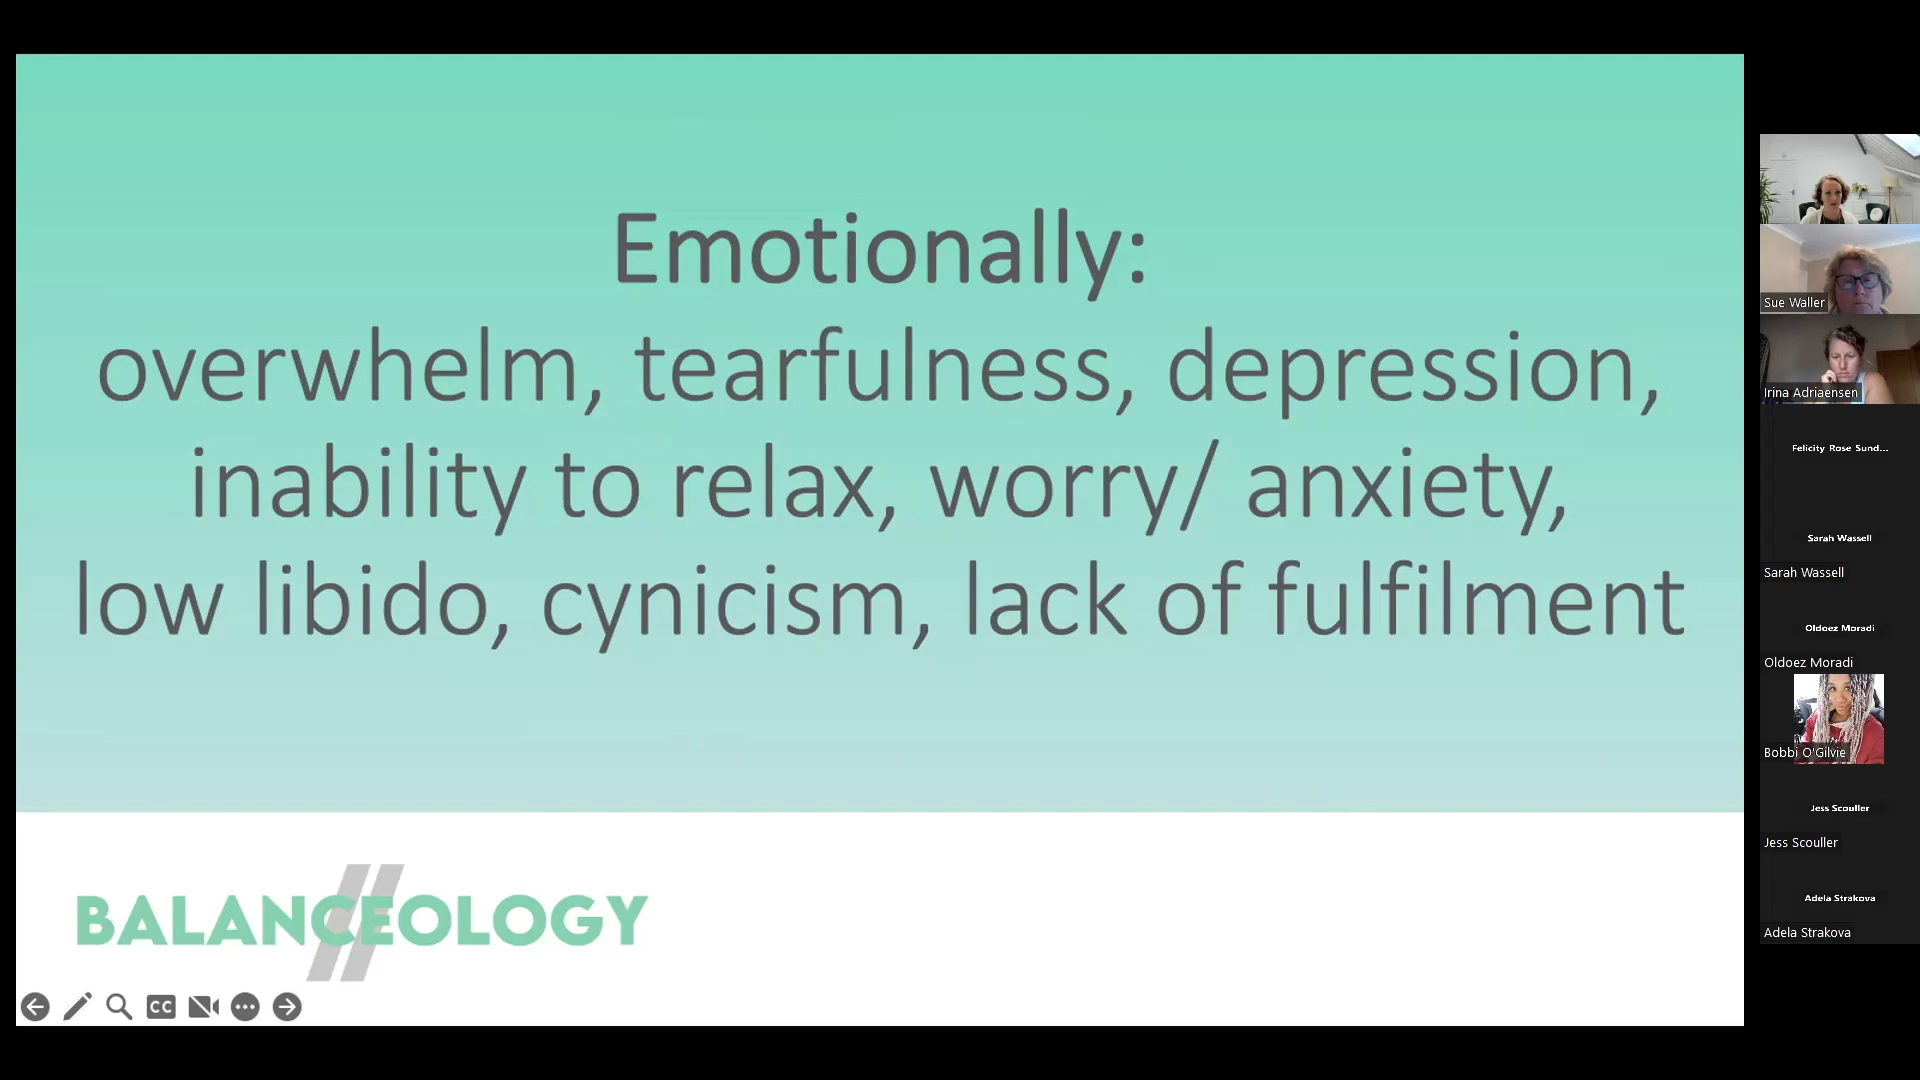 Emotionally:
overwhelm, tearfulness, depression,
inability to relax, worry/ anxiety,
low libido, cynicism, lack of fulfilment
BALANCEOLOGY
CC
Sue Waller
Irina Adriaensen
Felicity Rose Sund...
Sarah Wassell
Sarah Wassell
Oldoez Moradi
Oldoez Moradi
Bobbi O'Gilvie
Jess Scouller
Jess Scouller
Adela Strakova
Adela Strakova